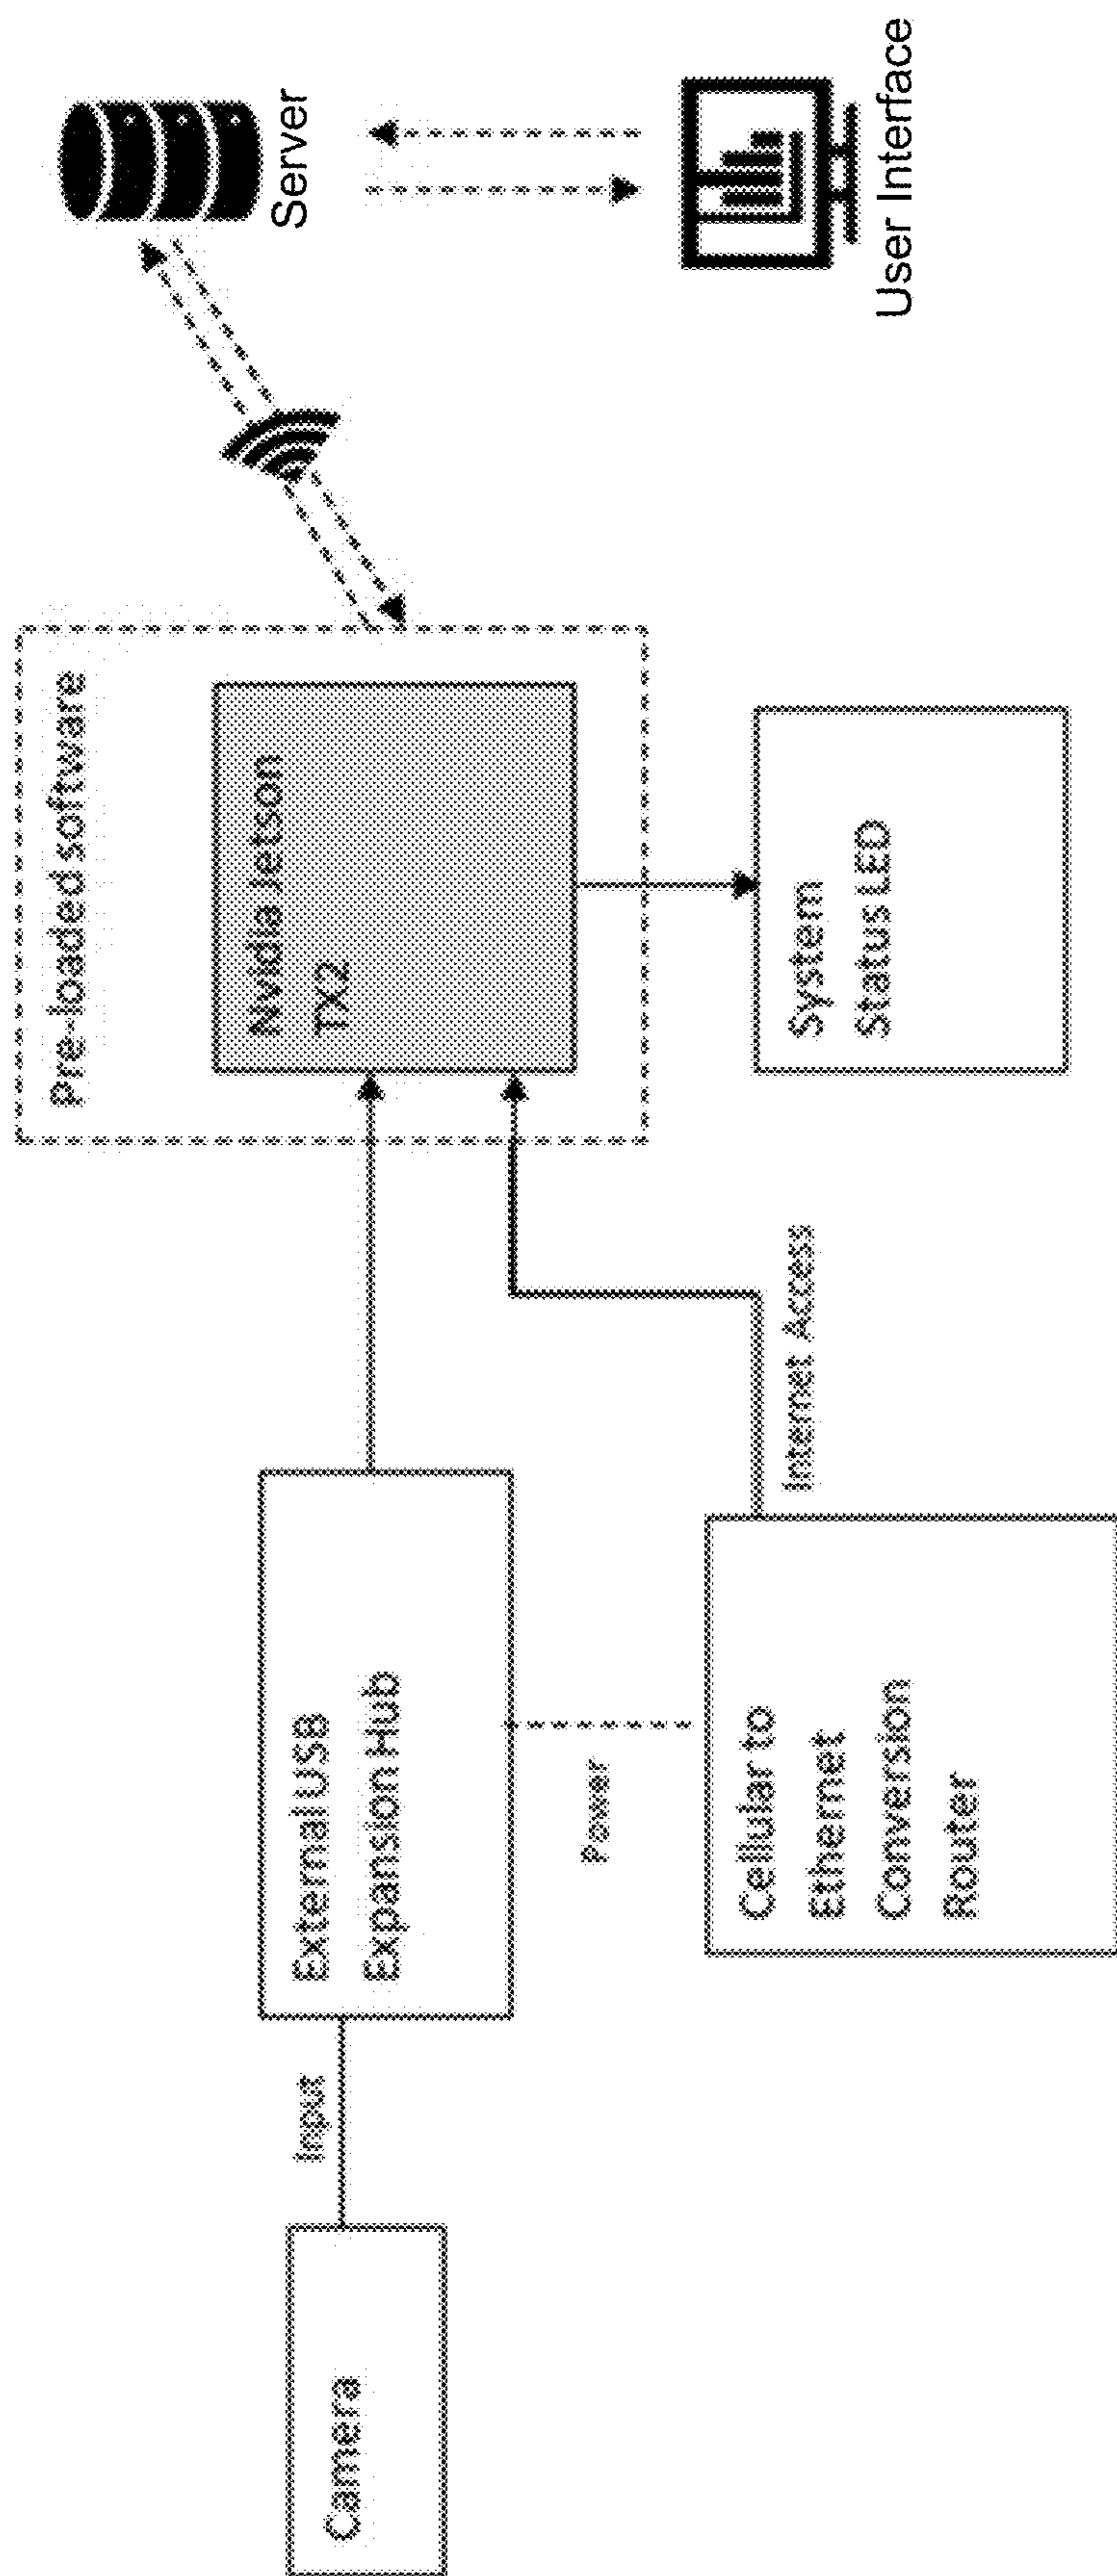 Camera
Input
External USB
Expansion Hub
Power
Cellular to
Ethernet
Conversion
Router
Internet Access
Pre-loaded software
Nvidia Jetson
TX2
System
Status LED
Server
User Interface